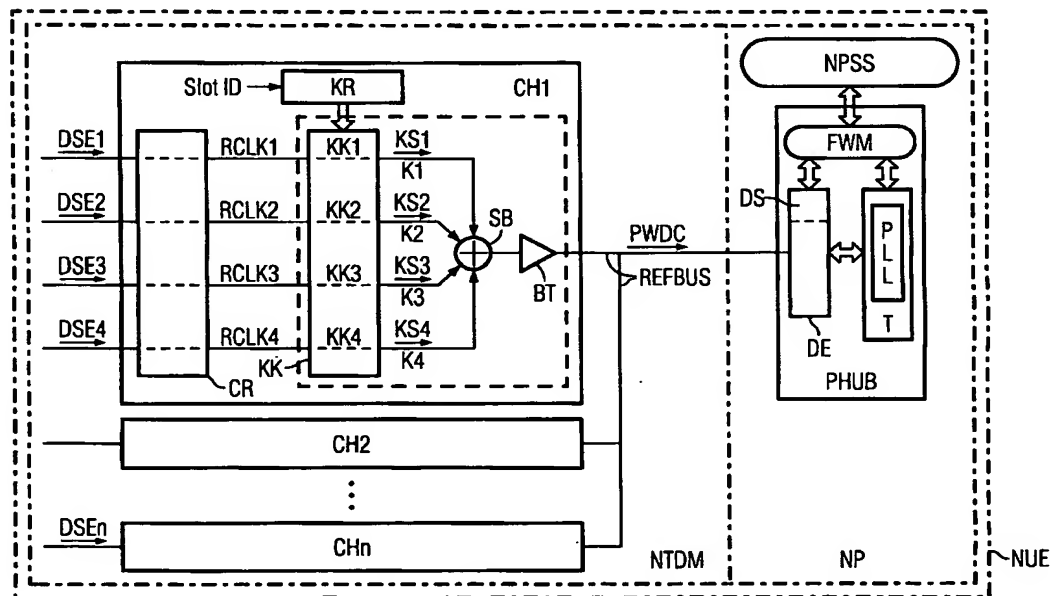 Slot ID
KR
CH1
NPSS
DSE1
RCLK1
KK1
KS1
K1
DSE2
RCLK2
KK2
KS2
K2
SB
DSE3
RCLK3
KK3
KS3
K3
DSE4
RCLK4
KK4
KS4
K4
KK
CR
BT
PWDC
REFBUS
FWM
DS
PLL
T
DE
PHUB
CH2
DSEn
CHn
NTDM
NP
NUE